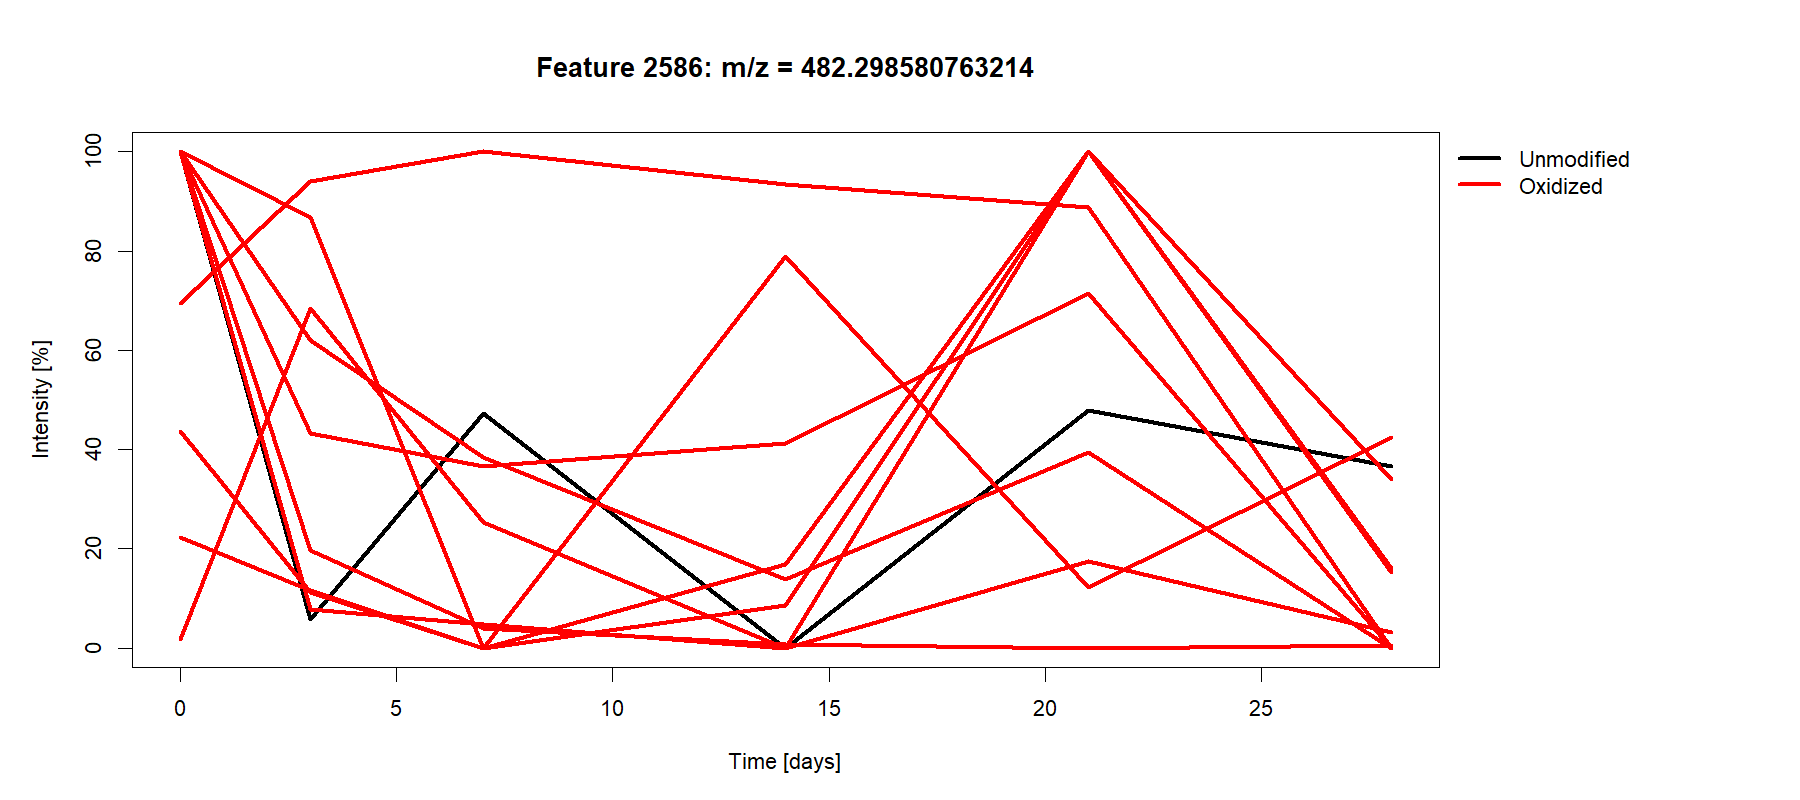 Feature 2586: m/z = 482.298580763214
Unmodified
Oxidized
Intensity [%]
100
80
60
40
20
0
0 5 10 15 20 25
Time [days]